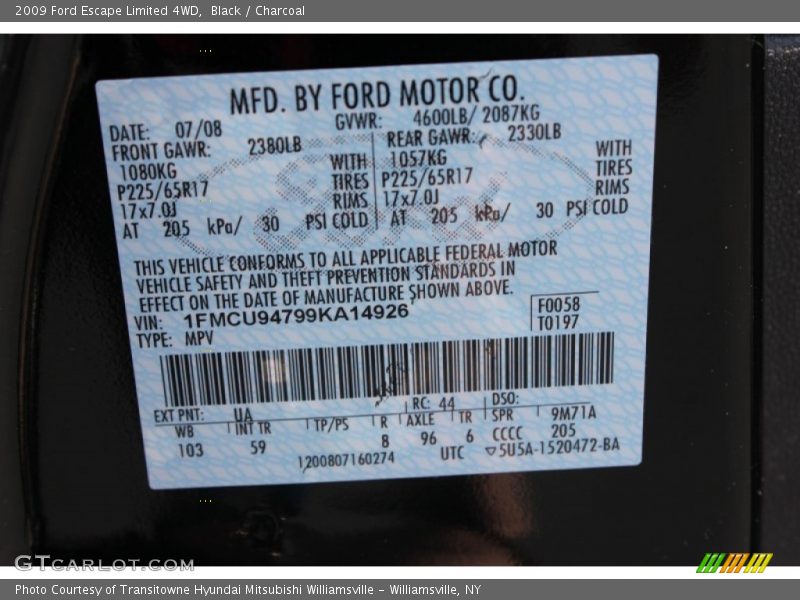 2009 Ford Escape Limited 4WD, Black / Charcoal
MFD. BY FORD MOTOR CO.
DATE: 07/08 GVWR: 4600LB/ 2087KG
FRONT GAWR: 2380LB REAR GAWR: 2330LB
1080KG WITH 1057KG WITH
P225/65R17 TIRES P225/65R17 TIRES
17x7.0J RIMS 17x7.0J RIMS
AT 205 kPa/ 30 PSI COLD AT 205 kPa/ 30 PSI COLD
THIS VEHICLE CONFORMS TO ALL APPLICABLE FEDERAL MOTOR
VEHICLE SAFETY AND THEFT PREVENTION STANDARDS IN
EFFECT ON THE DATE OF MANUFACTURE SHOWN ABOVE.
VIN: 1FMCU94799KA14926 F0058
TYPE: MPV T0197
EXT PNT: UA RC: 44 DSO:
WB INT TR TP/PS R AXLE TR SPR 9M71A
103 59 8 96 6 CCCC 205
1200807160274 UTC ▽5U5A-1520472-BA
GTCARLOT.COM
Photo Courtesy of Transitowne Hyundai Mitsubishi Williamsville - Williamsville, NY